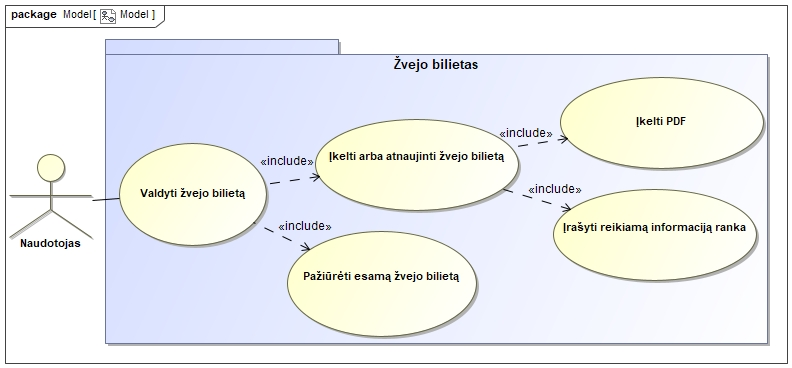 package Model [ Model ]
Žvejo bilietas
Įkelti PDF
«include»
Įkelti arba atnaujinti žvejo bilietą
«include»
Valdyti žvejo bilietą
«include»
Įrašyti reikiamą informaciją ranka
«include»
Naudotojas
Pažiūrėti esamą žvejo bilietą